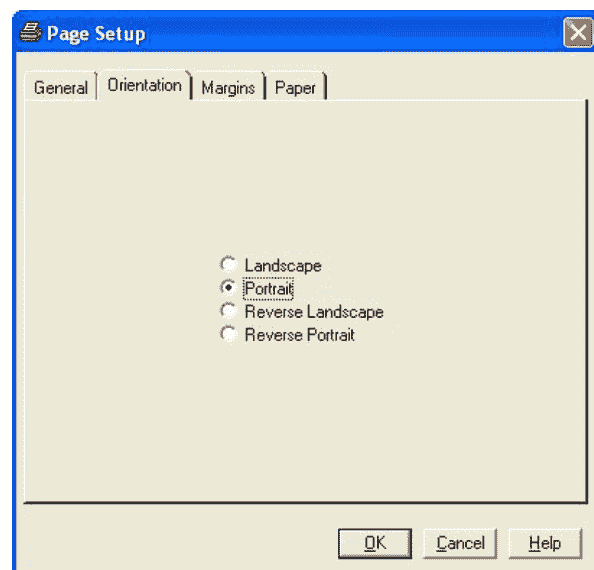 Page Setup
General Orientation Margins Paper
Landscape
Portrait
Reverse Landscape
Reverse Portrait
OK Cancel Help